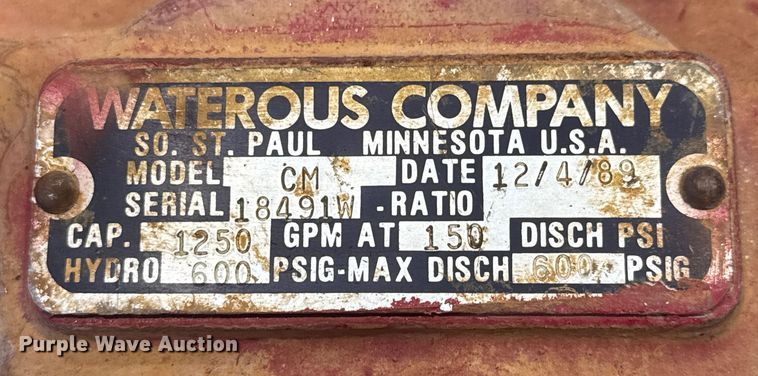 WATEROUS COMPANY
SO. ST. PAUL MINNESOTA U.S.A.
MODEL CM DATE 12/4/89
SERIAL 18491W -RATIO
CAP. 1250 GPM AT 150 DISCH PSI
HYDRO 600 PSIG-MAX DISCH 600 PSIG
Purple Wave Auction